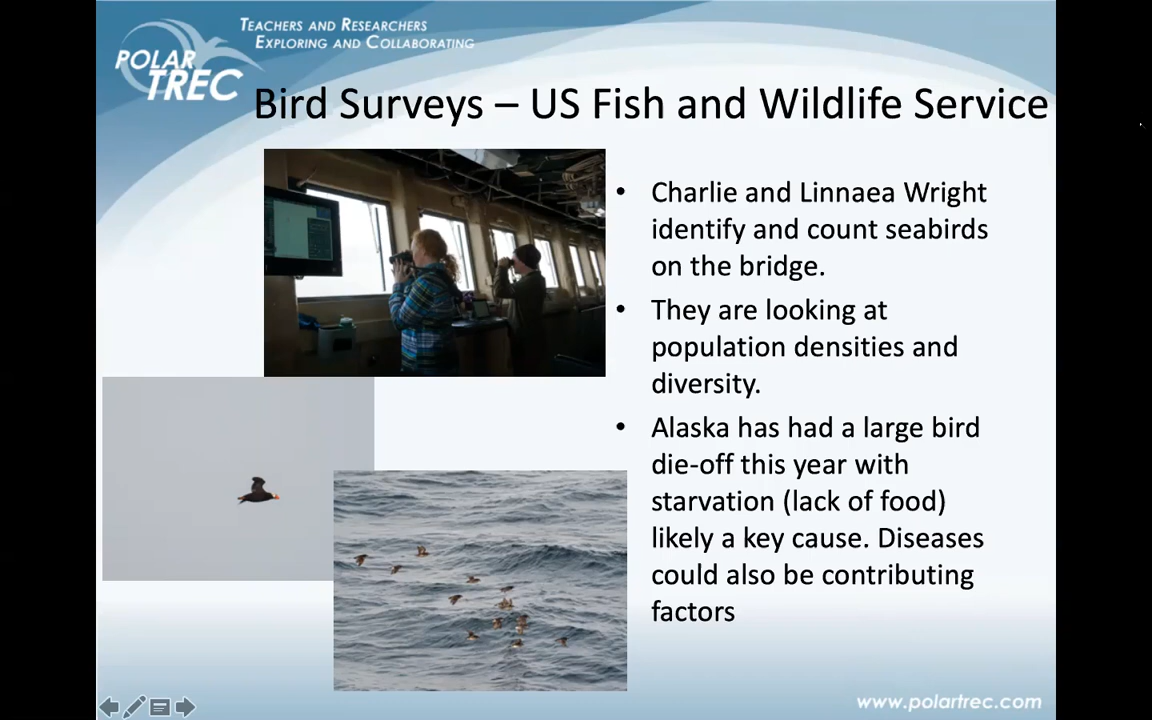 TEACHERS AND RESEARCHERS
EXPLORING AND COLLABORATING
POLAR
TREC
Bird Surveys – US Fish and Wildlife Service
• Charlie and Linnaea Wright
identify and count seabirds
on the bridge.
• They are looking at
population densities and
diversity.
• Alaska has had a large bird
die-off this year with
starvation (lack of food)
likely a key cause. Diseases
could also be contributing
factors
www.polartrec.com